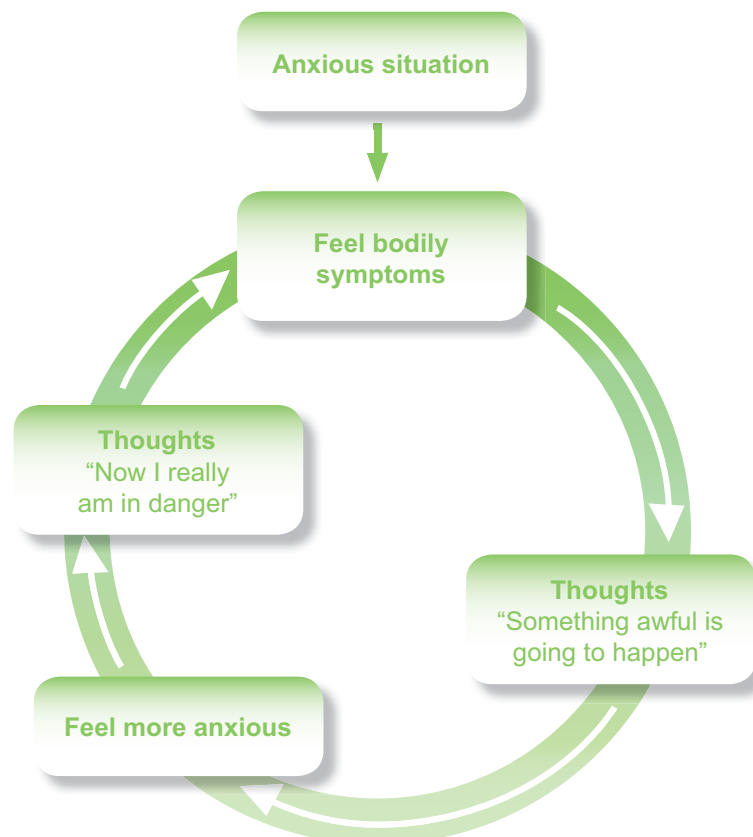 Anxious situation
Feel bodily
symptoms
Thoughts
“Something awful is
going to happen”
Feel more anxious
Thoughts
“Now I really
am in danger”